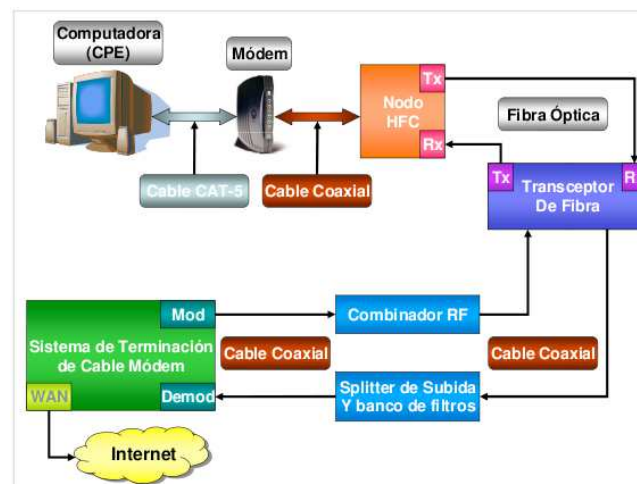 Computadora
(CPE)
Módem
Tx
Nodo
HFC
Rx
Fibra Óptica
Cable CAT-5
Cable Coaxial
Tx
Transceptor
De Fibra
Mod
Combinador RF
Sistema de Terminación
de Cable Módem
Cable Coaxial
Cable Coaxial
Splitter de Subida
Y banco de filtros
WAN
Demod
Internet